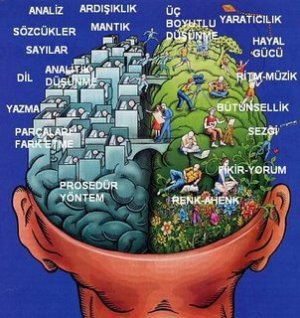 ANALİZ
ARDIŞIKLIK
SÖZCÜKLER
MANTIK
SAYILAR
DİL
ANALİTİK
DÜŞÜNME
YAZMA
PARÇALARI
FARK ETME
PROSEDÜR
YÖNTEM
ÜÇ
BOYUTLU
DÜŞÜNME
YARATICILIK
HAYAL
GÜCÜ
RİTM-MÜZİK
BÜTÜNSELLİK
SEZGİ
FİKİR-YORUM
RENK-AHENK